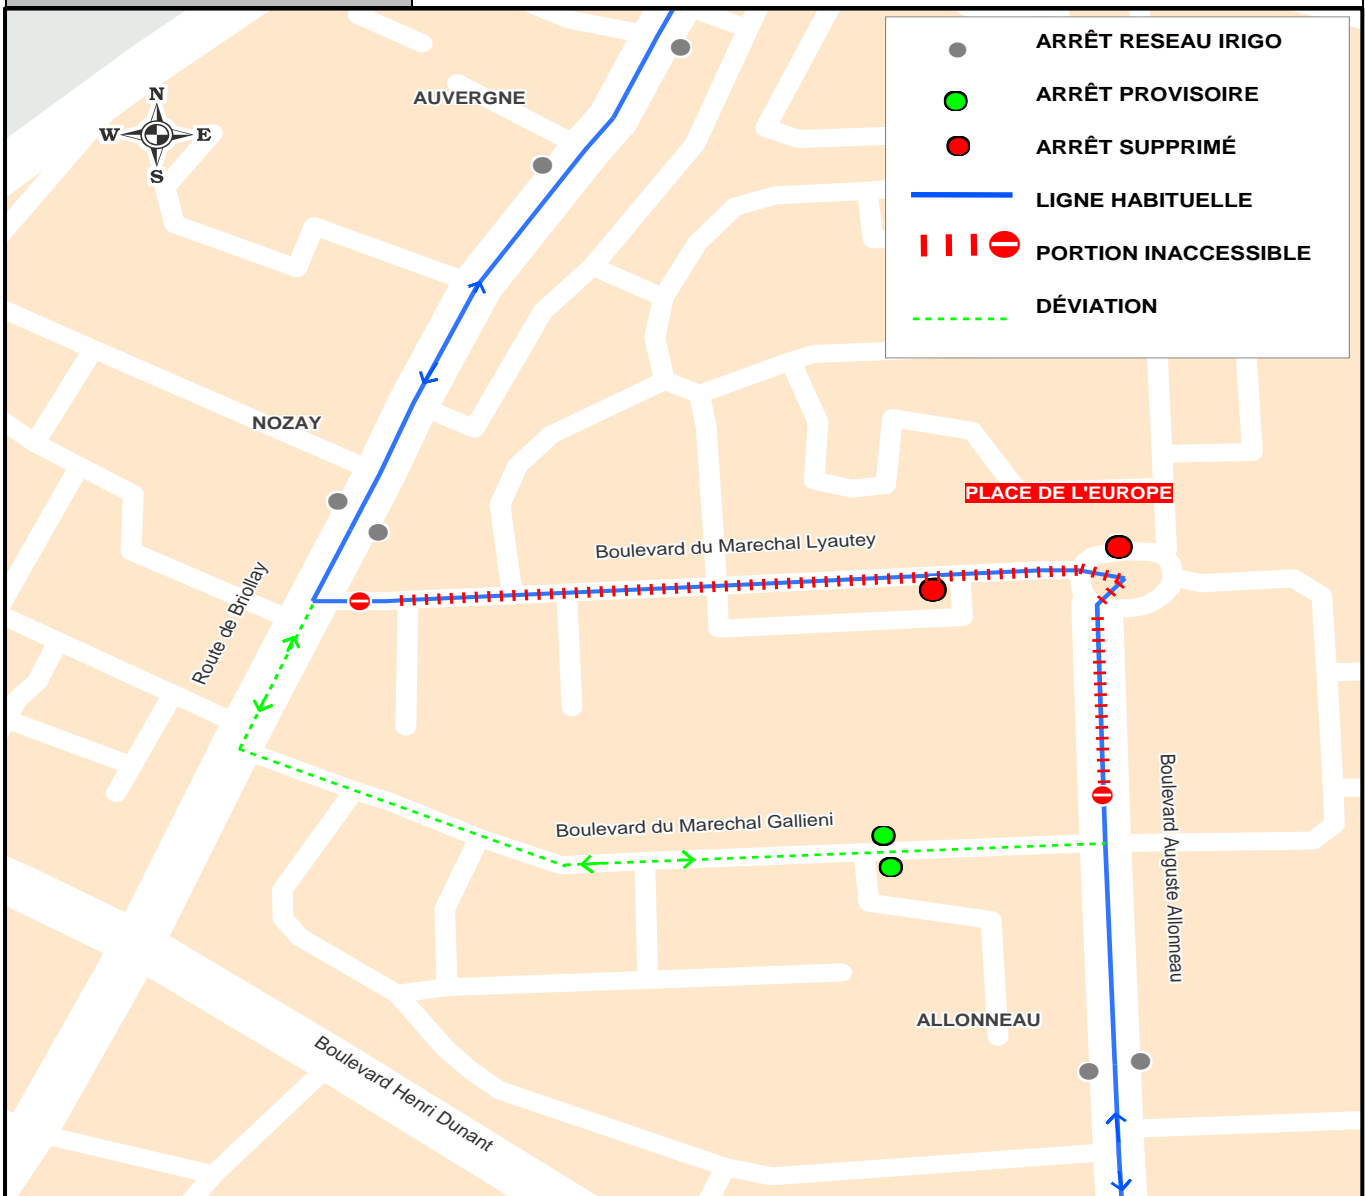 ARRÊT RESEAU IRIGO
ARRÊT PROVISOIRE
ARRÊT SUPPRIMÉ
LIGNE HABITUELLE
PORTION INACCESSIBLE
DÉVIATION
AUVERGNE
N
W E
S
NOZAY
PLACE DE L'EUROPE
Boulevard du Marechal Lyautey
Route de Briollay
Boulevard du Marechal Gallieni
Boulevard Auguste Allonneau
ALLONNEAU
Boulevard Henri Dunant